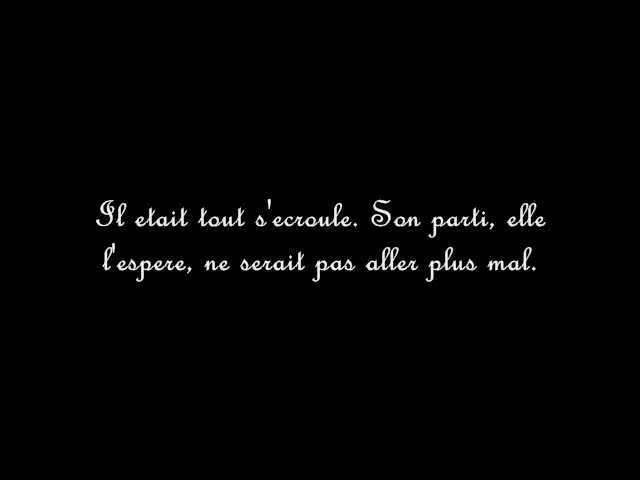 Il etait tout s'ecroule. Son parti, elle
l'espere, ne serait pas aller plus mal.